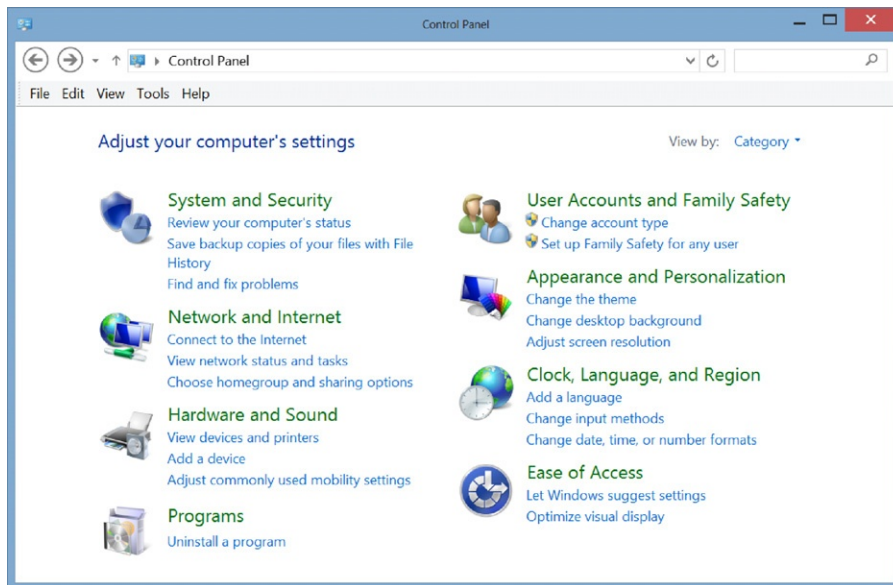 Control Panel
Control Panel
File Edit View Tools Help
Adjust your computer's settings
View by: Category
System and Security
Review your computer's status
Save backup copies of your files with File
History
Find and fix problems
Network and Internet
Connect to the Internet
View network status and tasks
Choose homegroup and sharing options
Hardware and Sound
View devices and printers
Add a device
Adjust commonly used mobility settings
Programs
Uninstall a program
User Accounts and Family Safety
Change account type
Set up Family Safety for any user
Appearance and Personalization
Change the theme
Change desktop background
Adjust screen resolution
Clock, Language, and Region
Add a language
Change input methods
Change date, time, or number formats
Ease of Access
Let Windows suggest settings
Optimize visual display